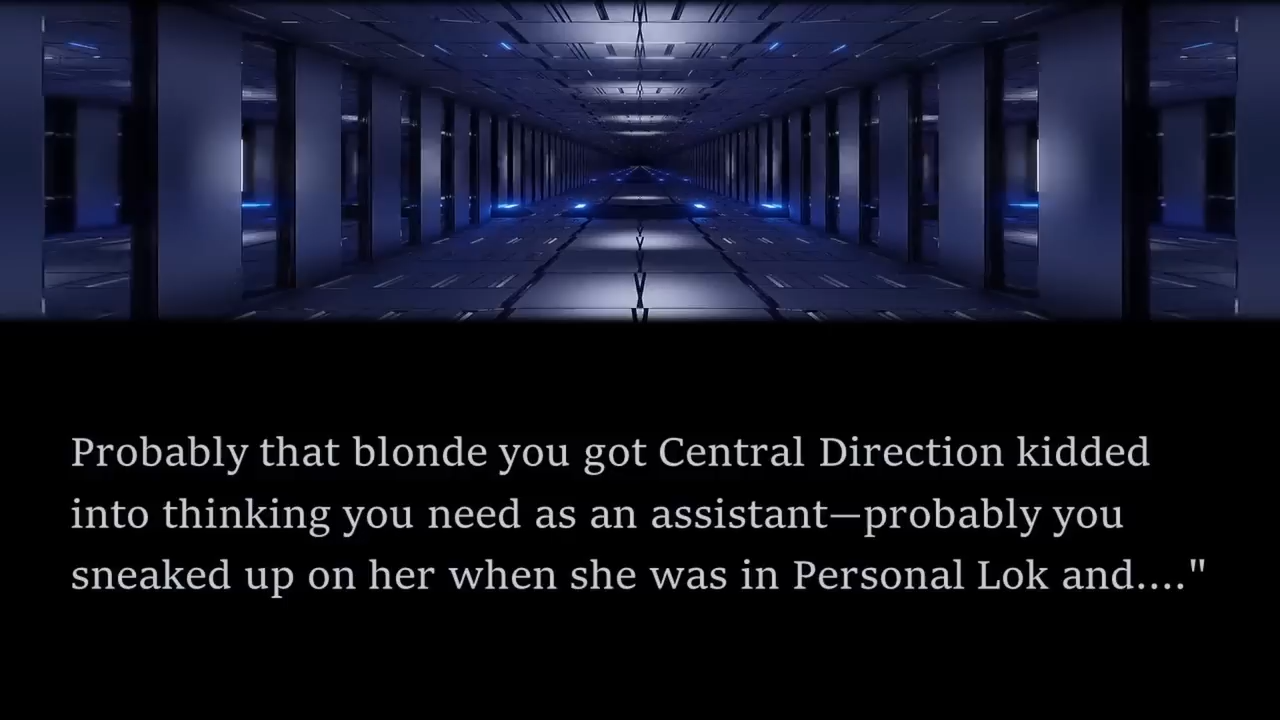 Probably that blonde you got Central Direction kidded
into thinking you need as an assistant—probably you
sneaked up on her when she was in Personal Lok and...."